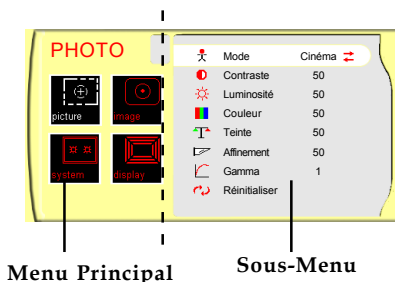 PHOTO
picture
image
system
display
Mode Cinéma
Contraste 50
Luminosité 50
Couleur 50
Teinte 50
Affinement 50
Gamma 1
Réinitialiser
Menu Principal
Sous-Menu